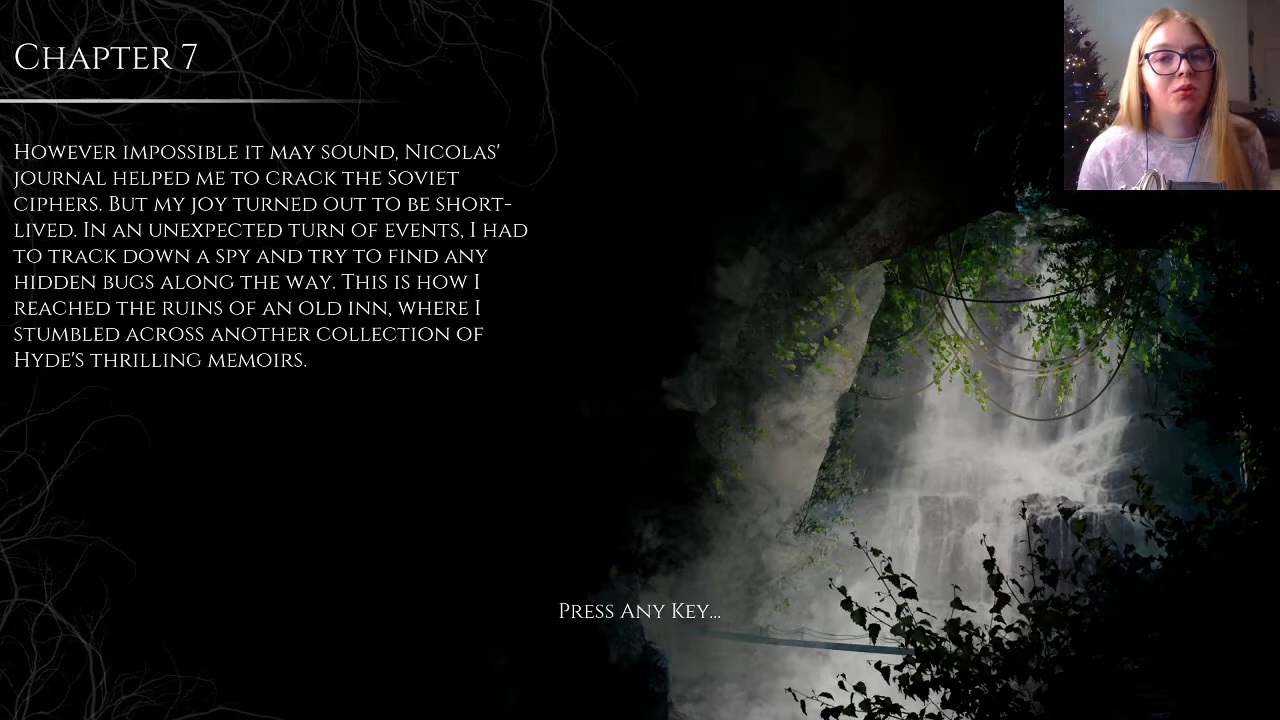 Chapter 7
However impossible it may sound, Nicolas'
journal helped me to crack the Soviet
ciphers. But my joy turned out to be short-
lived. In an unexpected turn of events, I had
to track down a spy and try to find any
hidden bugs along the way. This is how I
reached the ruins of an old inn, where I
stumbled across another collection of
Hyde's thrilling memoirs.
Press Any Key...